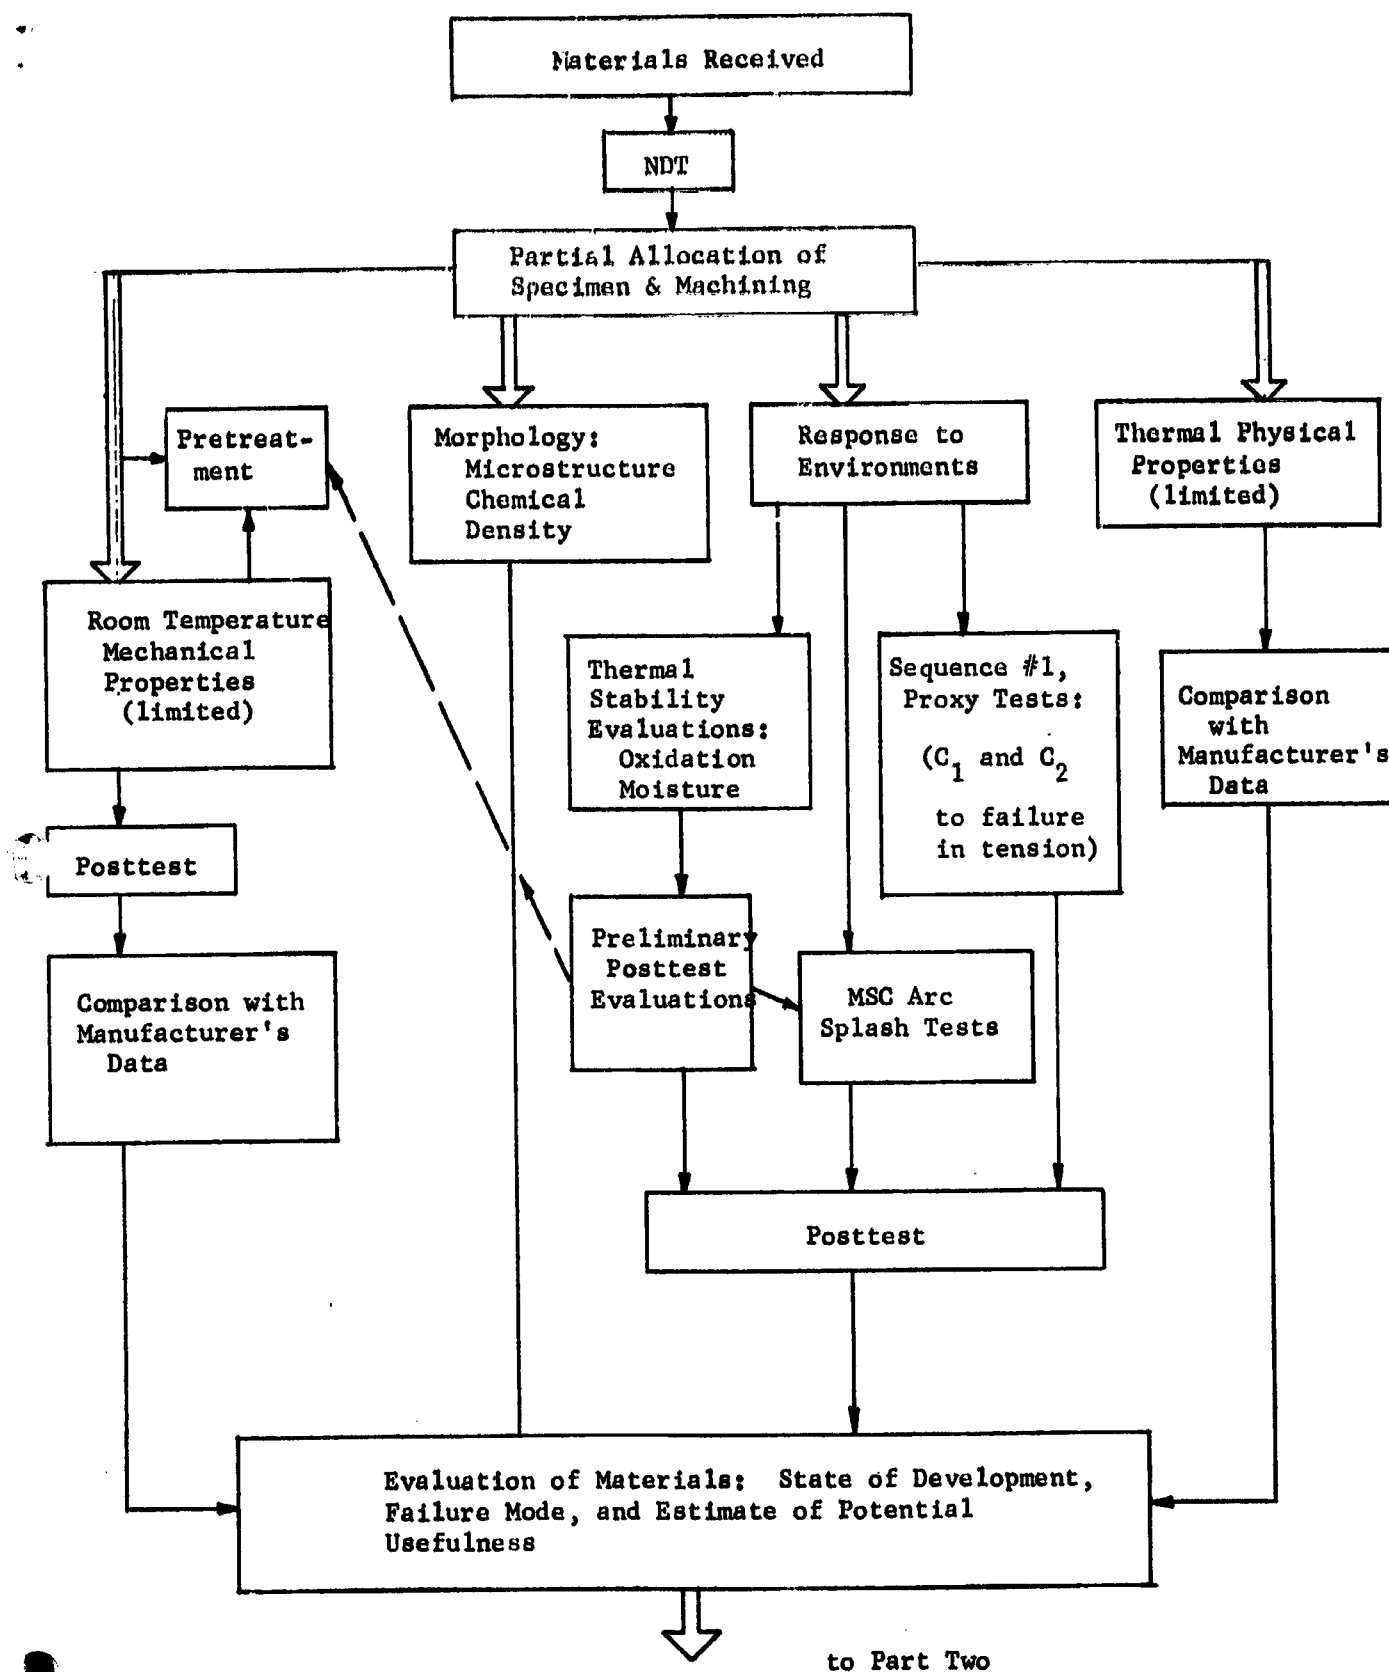 Materials Received
NDT
Partial Allocation of
Specimen & Machining
Pretreat-
ment
Morphology:
Microstructure
Chemical
Density
Response to
Environments
Thermal Physical
Properties
(limited)
Room Temperature
Mechanical
Properties
(limited)
Thermal
Stability
Evaluations:
Oxidation
Moisture
Sequence #1,
Proxy Tests:
(C1 and C2
to failure
in tension)
Comparison
with
Manufacturer's
Data
Posttest
Preliminary
Posttest
Evaluations
MSC Arc
Splash Tests
Comparison with
Manufacturer's
Data
Posttest
Evaluation of Materials: State of Development,
Failure Mode, and Estimate of Potential
Usefulness
to Part Two